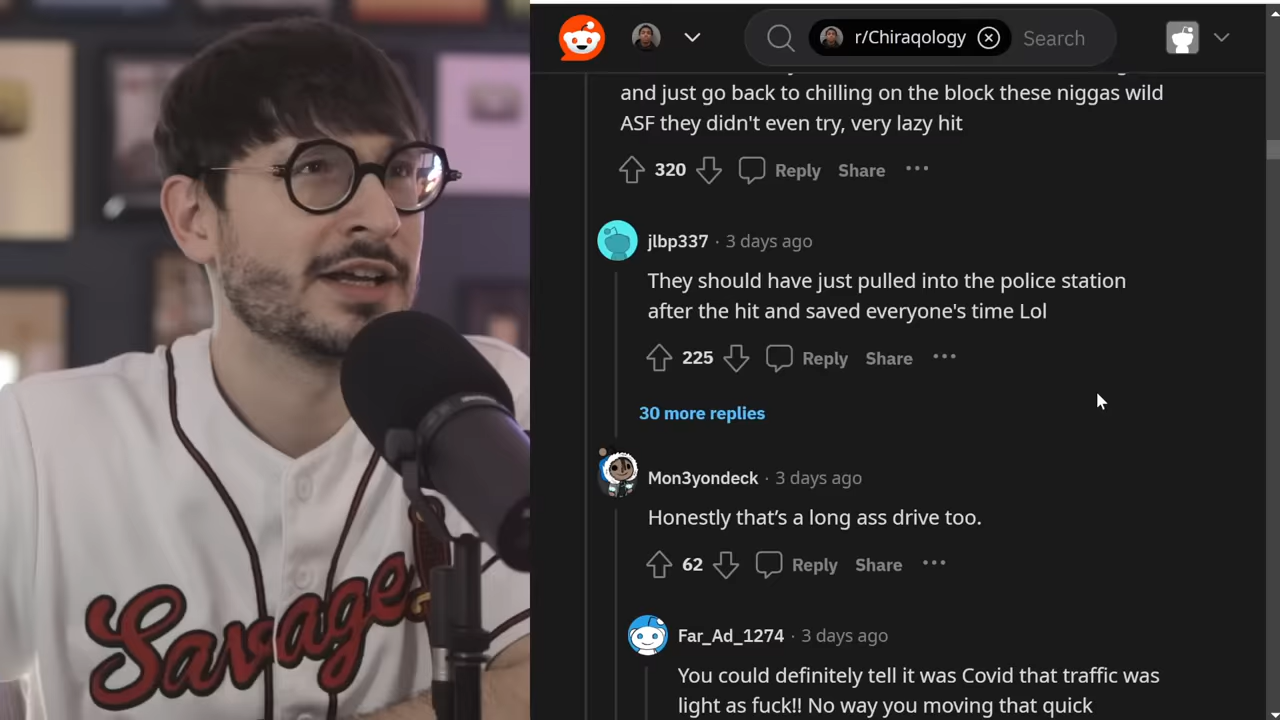 r/Chiraqology
Search
and just go back to chilling on the block these niggas wild
ASF they didn't even try, very lazy hit
320
Reply
Share
jlbp337 · 3 days ago
They should have just pulled into the police station
after the hit and saved everyone's time Lol
225
Reply
Share
30 more replies
Mon3yondeck · 3 days ago
Honestly that’s a long ass drive too.
62
Reply
Share
Far_Ad_1274 · 3 days ago
You could definitely tell it was Covid that traffic was
light as fuck!! No way you moving that quick
Savage